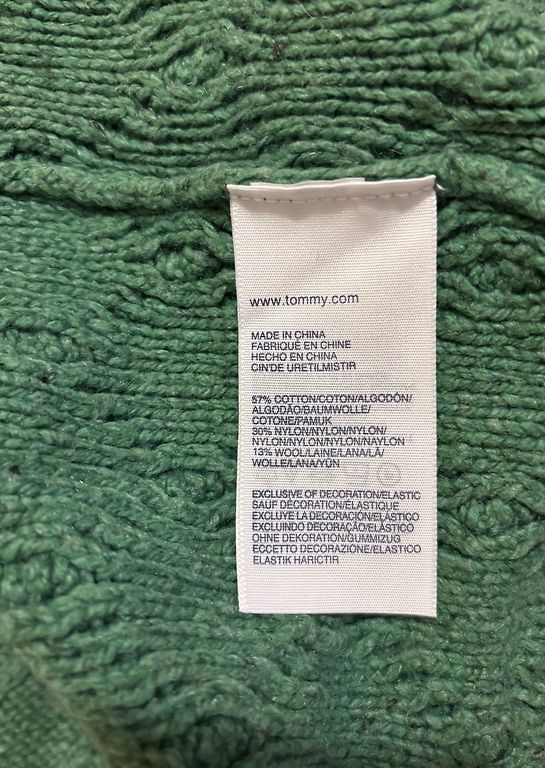 www.tommy.com
MADE IN CHINA
FABRIQUÉ EN CHINE
HECHO EN CHINA
CIN'DE URETILMISTIR
57% COTTON/COTON/ALGODÓN/
ALGODÃO/BAUMWOLLE/
COTONE/PAMUK
30% NYLON/NYLON/NYLON/
NYLON/NYLON/NYLON/NAYLON
13% WOOL/LAINE/LANA/LÃ/
WOLLE/LANA/YÜN
EXCLUSIVE OF DECORATION/ELASTIC
SAUF DÉCORATION/ÉLASTIQUE
EXCLUYE LA DECORACIÓN/ELÁSTICO
EXCLUINDO DECORAÇÃO/ELÁSTICO
OHNE DEKORATION/GUMMIZUG
ECCETTO DECORAZIONE/ELASTICO
ELASTIK HARICTIR